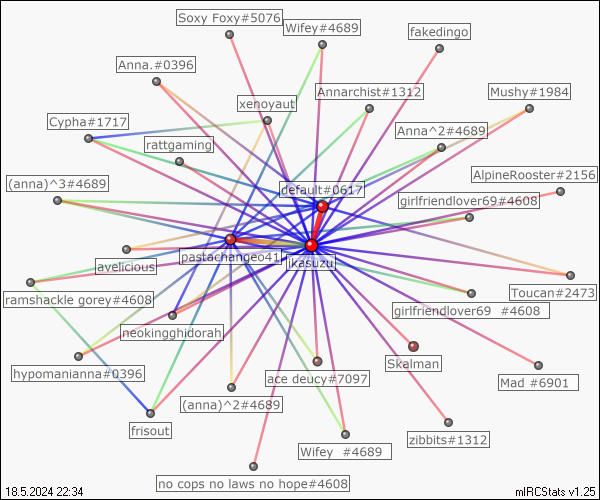 Soxy Foxy#5076
Wifey#4689
fakedingo
Anna.#0396
Annarchist#1312
Mushy#1984
xenoyaut
Cypha#1717
Anna^2#4689
rattgaming
AlpineRooster#2156
(anna)^3#4689
default#0617
girlfriendlover69#4608
pastachangeo41
jkasuzu
avelicious
Toucan#2473
ramshackle gorey#4608
girlfriendlover69 #4608
neokingghidorah
Skalman
hypomanianna#0396
ace deucy#7097
Mad #6901
(anna)^2#4689
frisout
zibbits#1312
Wifey #4689
no cops no laws no hope#4608
18.5.2024 22:34
mIRCStats v1.25